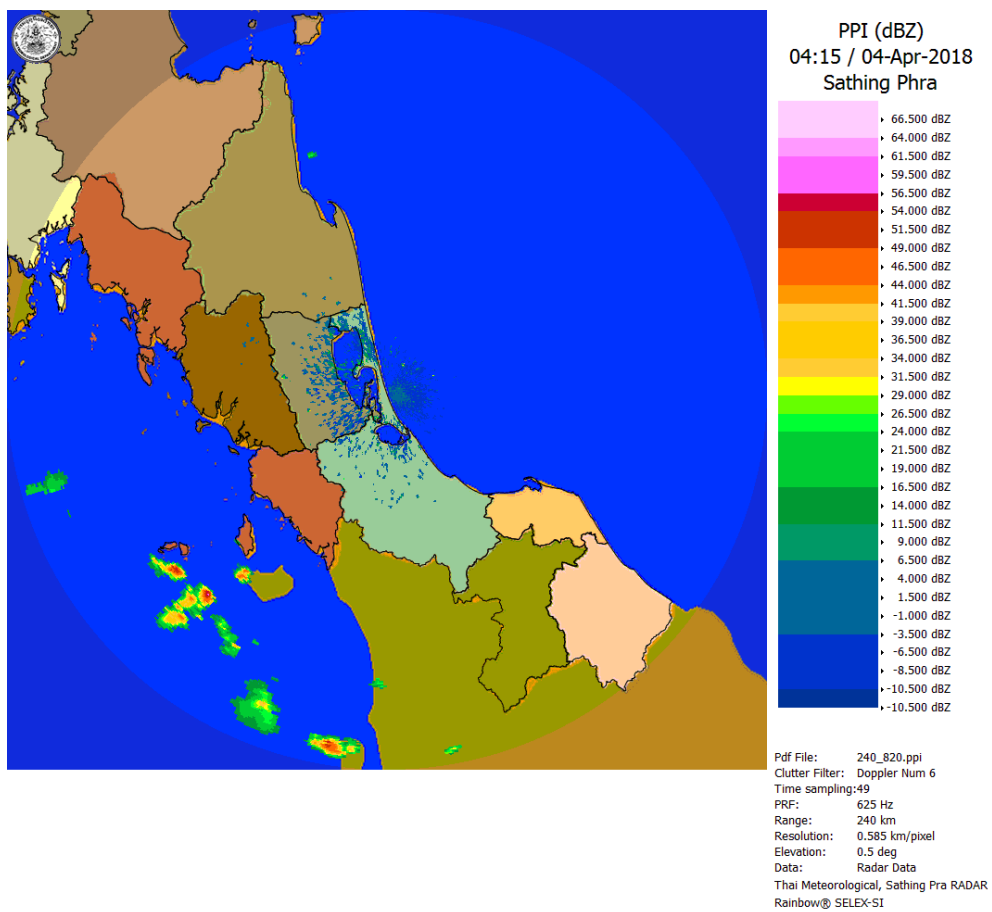 PPI (dBZ)
04:15 / 04-Apr-2018
Sathing Phra
66.500 dBZ
64.000 dBZ
61.500 dBZ
59.500 dBZ
56.500 dBZ
54.000 dBZ
51.500 dBZ
49.000 dBZ
46.500 dBZ
44.000 dBZ
41.500 dBZ
39.000 dBZ
36.500 dBZ
34.000 dBZ
31.500 dBZ
29.000 dBZ
26.500 dBZ
24.000 dBZ
21.500 dBZ
19.000 dBZ
16.500 dBZ
14.000 dBZ
11.500 dBZ
9.000 dBZ
6.500 dBZ
4.000 dBZ
1.500 dBZ
-1.000 dBZ
-3.500 dBZ
-6.500 dBZ
-8.500 dBZ
-10.500 dBZ
-10.500 dBZ
Pdf File: 240_820.ppi
Clutter Filter: Doppler Num 6
Time sampling:49
PRF: 625 Hz
Range: 240 km
Resolution: 0.585 km/pixel
Elevation: 0.5 deg
Data: Radar Data
Thai Meteorological, Sathing Pra RADAR
Rainbow® SELEX-SI